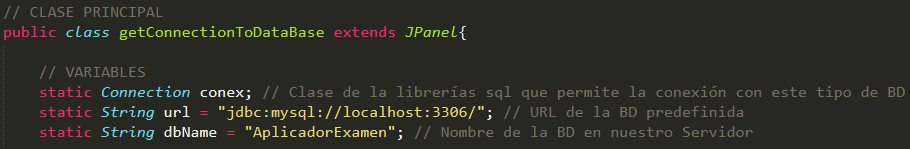 // CLASE PRINCIPAL
public class getConnectionToDataBase extends JPanel{
// VARIABLES
static Connection conex; // Clase de la librerías sql que permite la conexión con este tipo de BD
static String url = "jdbc:mysql://localhost:3306/"; // URL de la BD predefinida
static String dbName = "AplicadorExamen"; // Nombre de la BD en nuestro Servidor